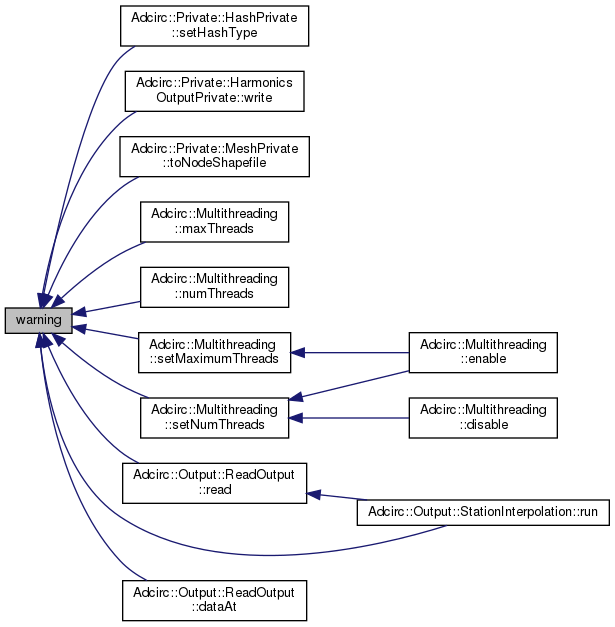 Adcirc::Private::HashPrivate
::setHashType
Adcirc::Private::Harmonics
OutputPrivate::write
Adcirc::Private::MeshPrivate
::toNodeShapefile
Adcirc::Multithreading
::maxThreads
Adcirc::Multithreading
::numThreads
warning
Adcirc::Multithreading
::setMaximumThreads
Adcirc::Multithreading
::enable
Adcirc::Multithreading
::setNumThreads
Adcirc::Multithreading
::disable
Adcirc::Output::ReadOutput
::read
Adcirc::Output::StationInterpolation::run
Adcirc::Output::ReadOutput
::dataAt